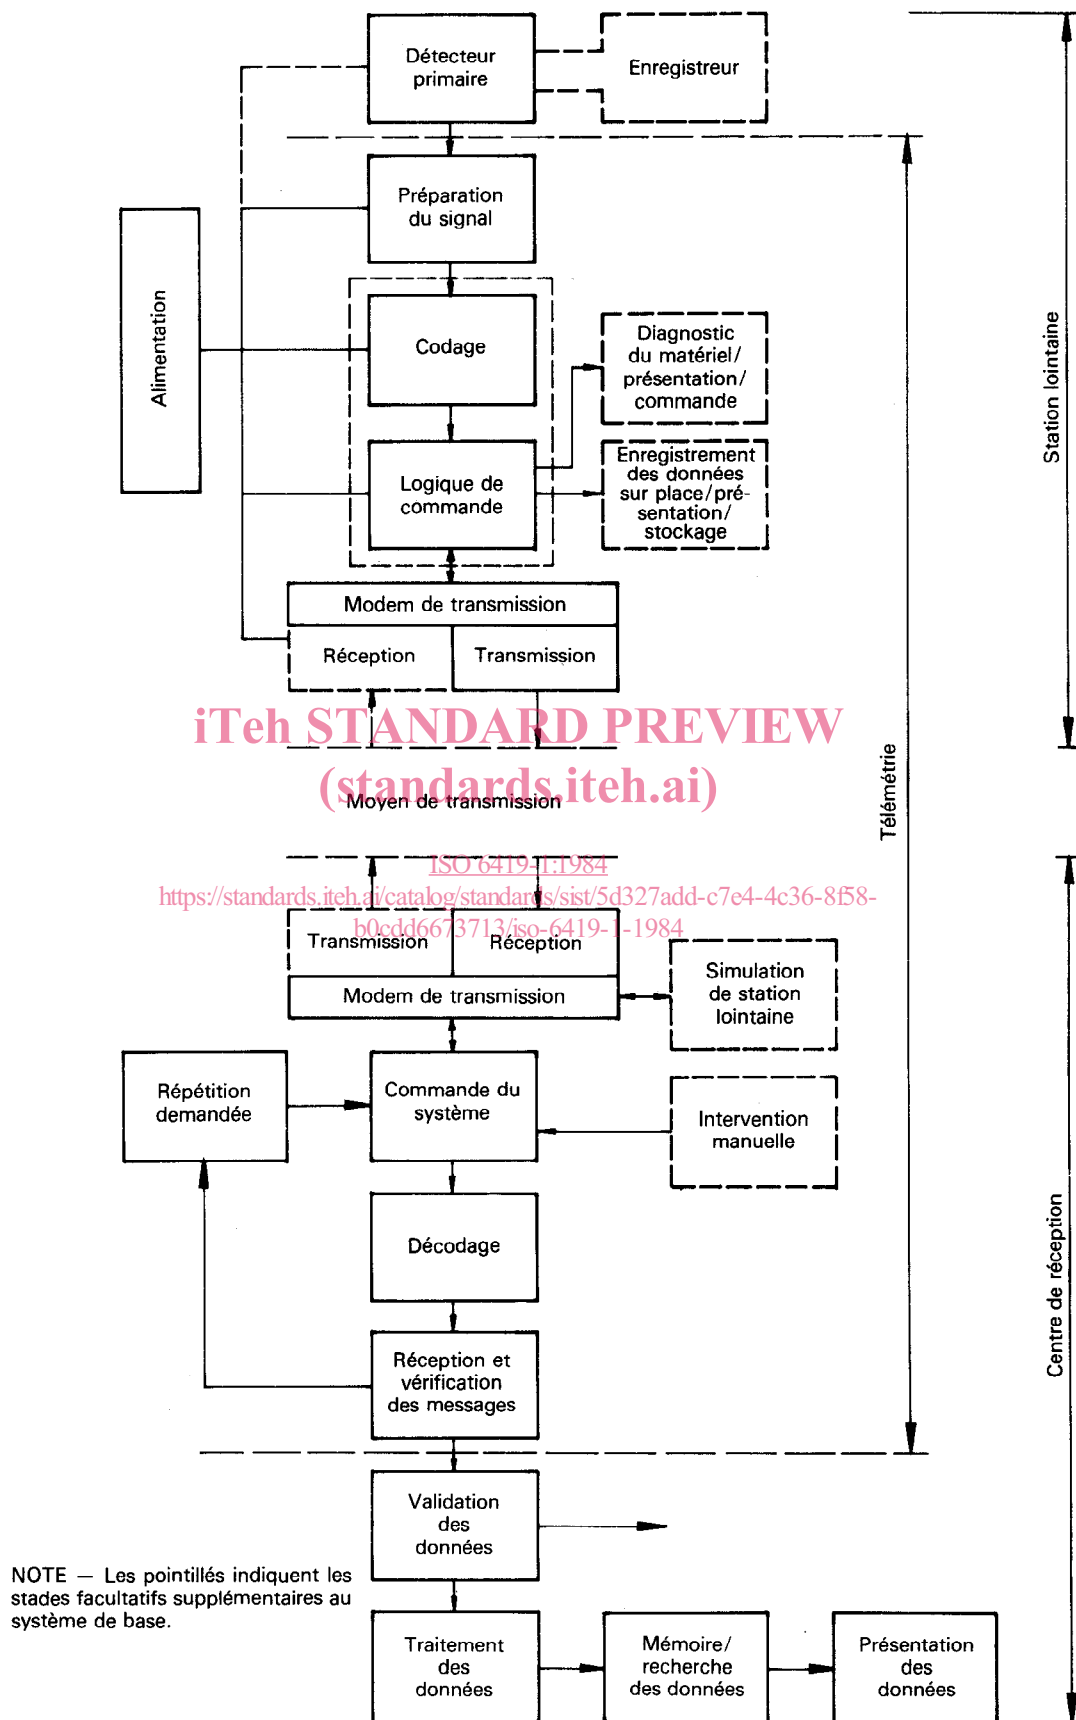 Détecteur
primaire
Enregistreur
Préparation
du signal
Alimentation
Codage
Diagnostic
du matériel/
présentation/
commande
Logique de
commande
Enregistrement
des données
sur place/pré-
sentation/
stockage
Station lointaine
Modem de transmission
Réception
Transmission
iTeh STANDARD PREVIEW
(standards.iteh.ai)
Moyen de transmission
Télémétrie
ISO 6419-1:1984
https://standards.iteh.ai/catalog/standards/sist/5d327add-c7e4-4c36-8f58-
b0cdd6673713/iso-6419-1-1984
Transmission
Réception
Modem de transmission
Simulation
de station
lointaine
Répétition
demandée
Commande du
système
Intervention
manuelle
Décodage
Centre de réception
Réception et
vérification
des messages
Validation
des
données
NOTE — Les pointillés indiquent les
stades facultatifs supplémentaires au
système de base.
Traitement
des
données
Mémoire/
recherche
des données
Présentation
des
données